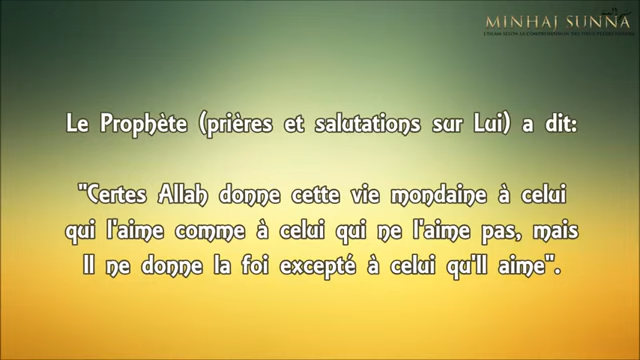 MINHAJ SUNNA
Le Prophète (prières et salutations sur Lui) a dit:
"Certes Allah donne cette vie mondaine à celui
qui l'aime comme à celui qui ne l'aime pas, mais
Il ne donne la foi excepté à celui qu'Il aime".